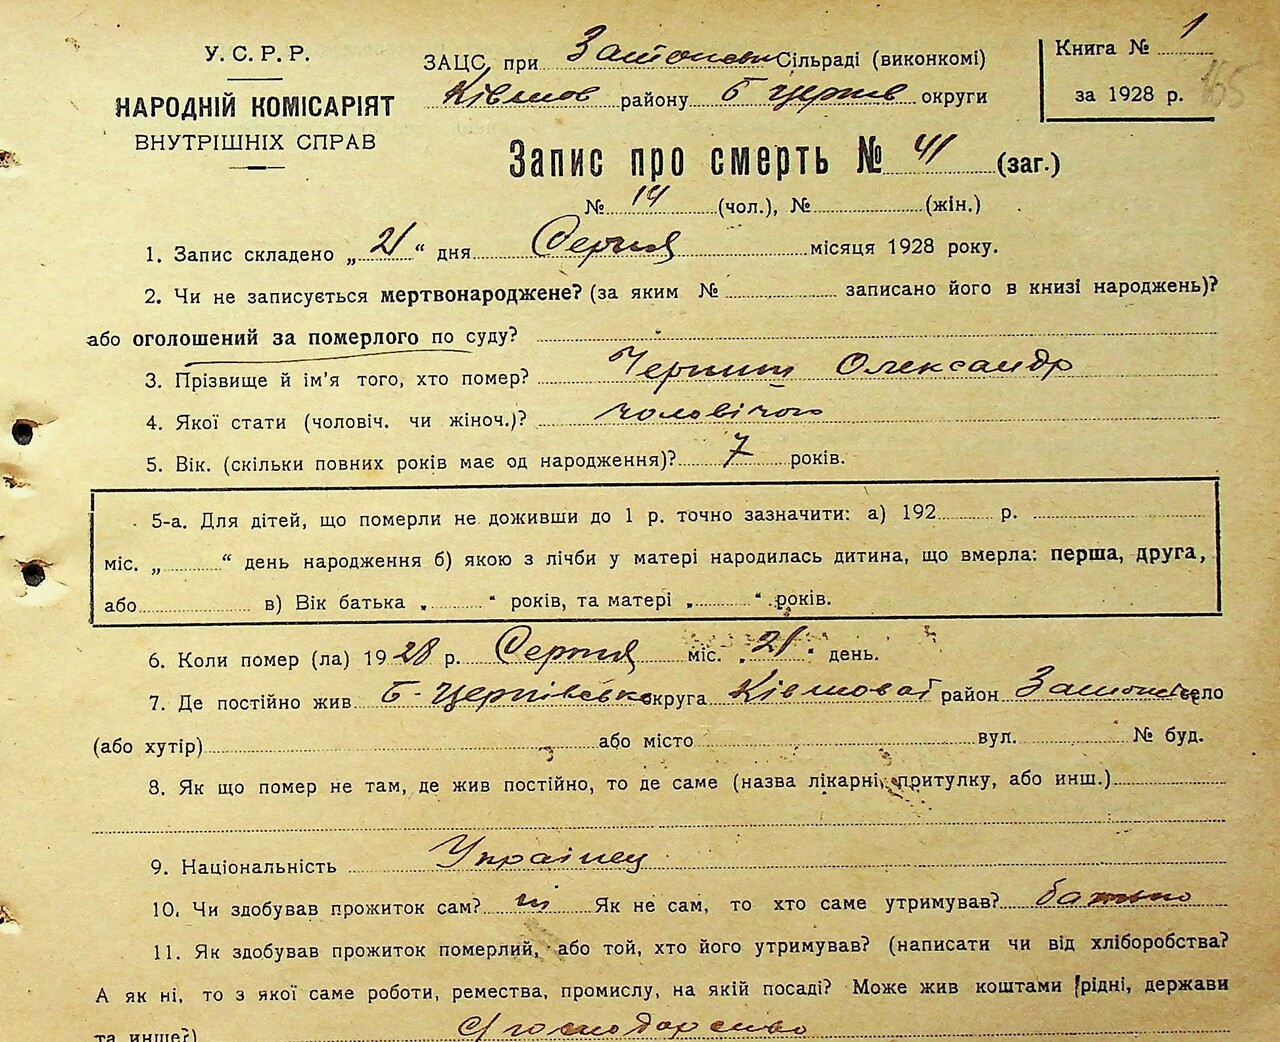 У.С.Р.Р.
НАРОДНІЙ КОМІСАРІЯТ
ВНУТРІШНІХ СПРАВ
ЗАЦС при Сільраді (виконкомі)
району Б Церків округи
Книга № 1
за 1928 р. 165
Запис про смерть № 41 (заг.)
№ 14 (чол.), № (жін.)
1. Запис складено „21“ дня Серпня місяця 1928 року.
2. Чи не записується мертвонароджене? (за яким № записано його в книзі народжень)?
або оголошений за померлого по суду?
3. Прізвище й ім'я того, хто помер? Олександр
4. Якої стати (чоловіч. чи жіноч.)? чоловічого
5. Вік. (скільки повних років має од народження)? 7 років.
5-а. Для дітей, що померли не доживши до 1 р. точно зазначити: а) 192 р.
міс. „ “ день народження б) якою з лічби у матері народилась дитина, що вмерла: перша, друга,
або в) Вік батька „ “ років, та матері „ “ років.
6. Коли помер (ла) 1928 р. Серпня міс. „21“ день.
7. Де постійно жив Б-Церківська округа район село
(або хутір) або місто вул. № буд.
8. Як що помер не там, де жив постійно, то де саме (назва лікарні, притулку, або инш.)
9. Національність Українец
10. Чи здобував прожиток сам? ні Як не сам, то хто саме утримував? батько
11. Як здобував прожиток померлий, або той, хто його утримував? (написати чи від хліборобства?
А як ні, то з якої саме роботи, ремества, промислу, на якій посаді? Може жив коштами рідні, держави
та инше?) господарство